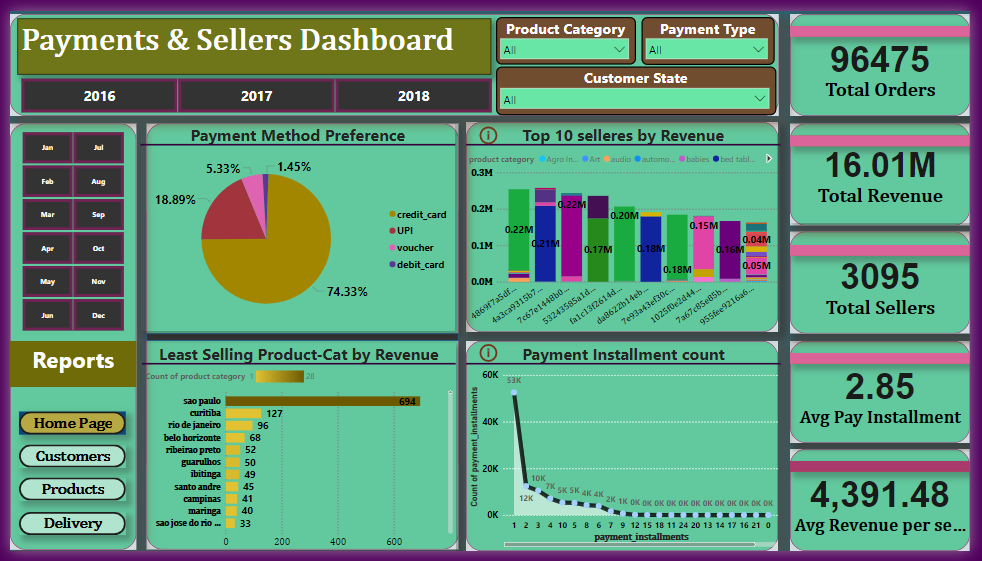 Payments & Sellers Dashboard
2016 2017 2018
Product Category
All
Payment Type
All
Customer State
All
96475
Total Orders
16.01M
Total Revenue
3095
Total Sellers
2.85
Avg Pay Installment
4,391.48
Avg Revenue per se...
Jan Jul
Feb Aug
Mar Sep
Apr Oct
May Nov
Jun Dec
Reports
Home Page
Customers
Products
Delivery
Payment Method Preference
5.33% 1.45%
18.89%
74.33%
credit_card
UPI
voucher
debit_card
Top 10 selleres by Revenue
product category Agro In... Art audio automo... babies bed tabl...
0.3M
0.2M
0.1M
0.0M
0.22M 0.21M 0.22M 0.17M 0.20M 0.18M 0.18M 0.15M 0.16M 0.04M 0.05M
4869f7a5df... 4a3ca9315b7... 7c67e1448b0... 53243585a1d... fa1c13f2614d... da8622b14eb... 7e93a43ef30c... 1025f0e2d44... 7a67c85e85b... 955fee9216a6...
Least Selling Product-Cat by Revenue
Count of product category 1 28
sao paulo 694
curitiba 127
rio de janeiro 96
belo horizonte 68
ribeirao preto 52
guarulhos 50
ibitinga 49
santo andre 45
campinas 41
maringa 40
sao jose do rio ... 33
0 200 400 600
Payment Installment count
Count of payment_installments
60K
40K
20K
0K
53K 12K 10K 7K 5K 5K 4K 4K 2K 1K 0K 0K 0K 0K 0K 0K 0K 0K 0K 0K 0K 0K
1 2 3 4 10 5 8 6 7 9 12 15 18 11 24 20 13 14 17 16 21 0
payment_installments